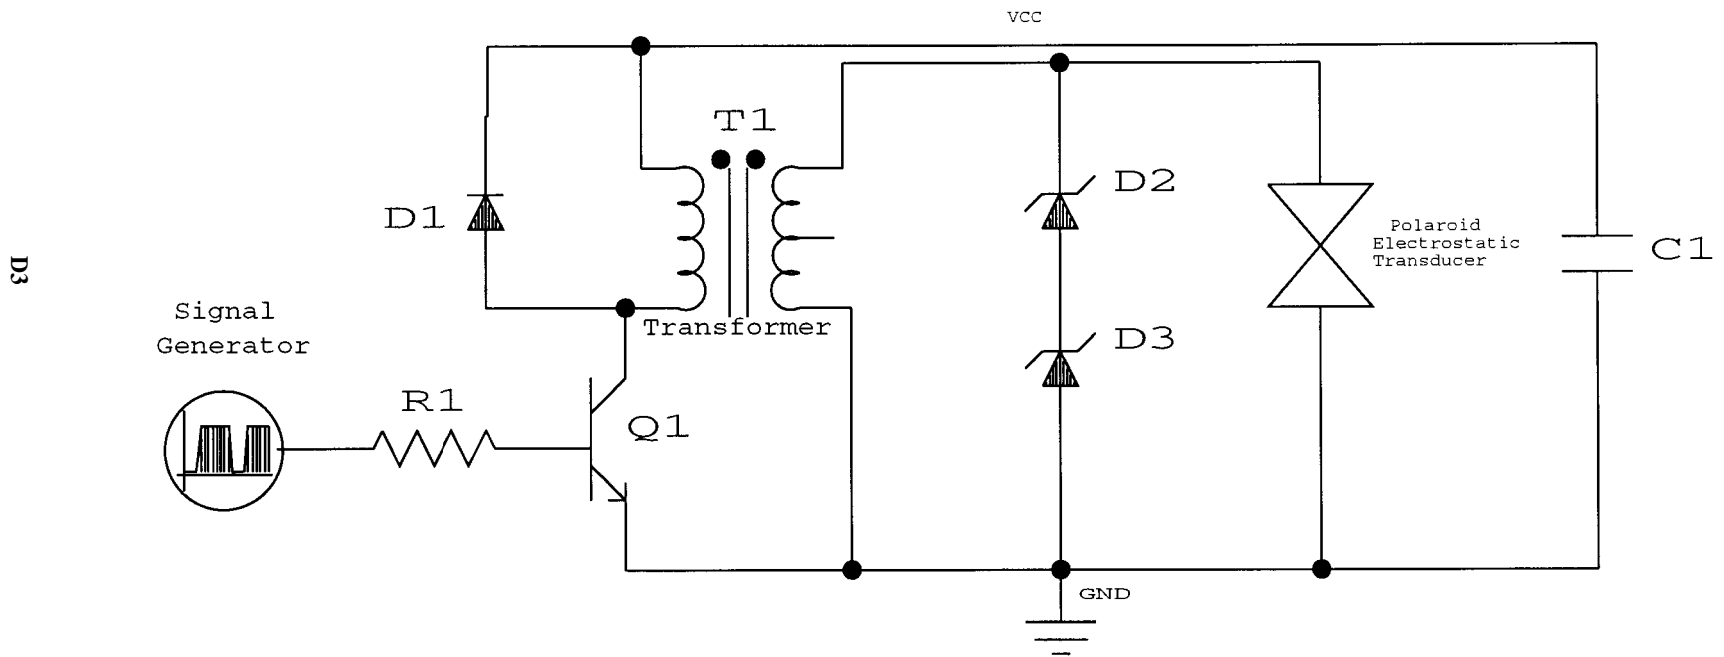 VCC
T1
D1
D2
Polaroid
Electrostatic
Transducer
C1
D3
Signal
Generator
Transformer
D3
R1
Q1
GND